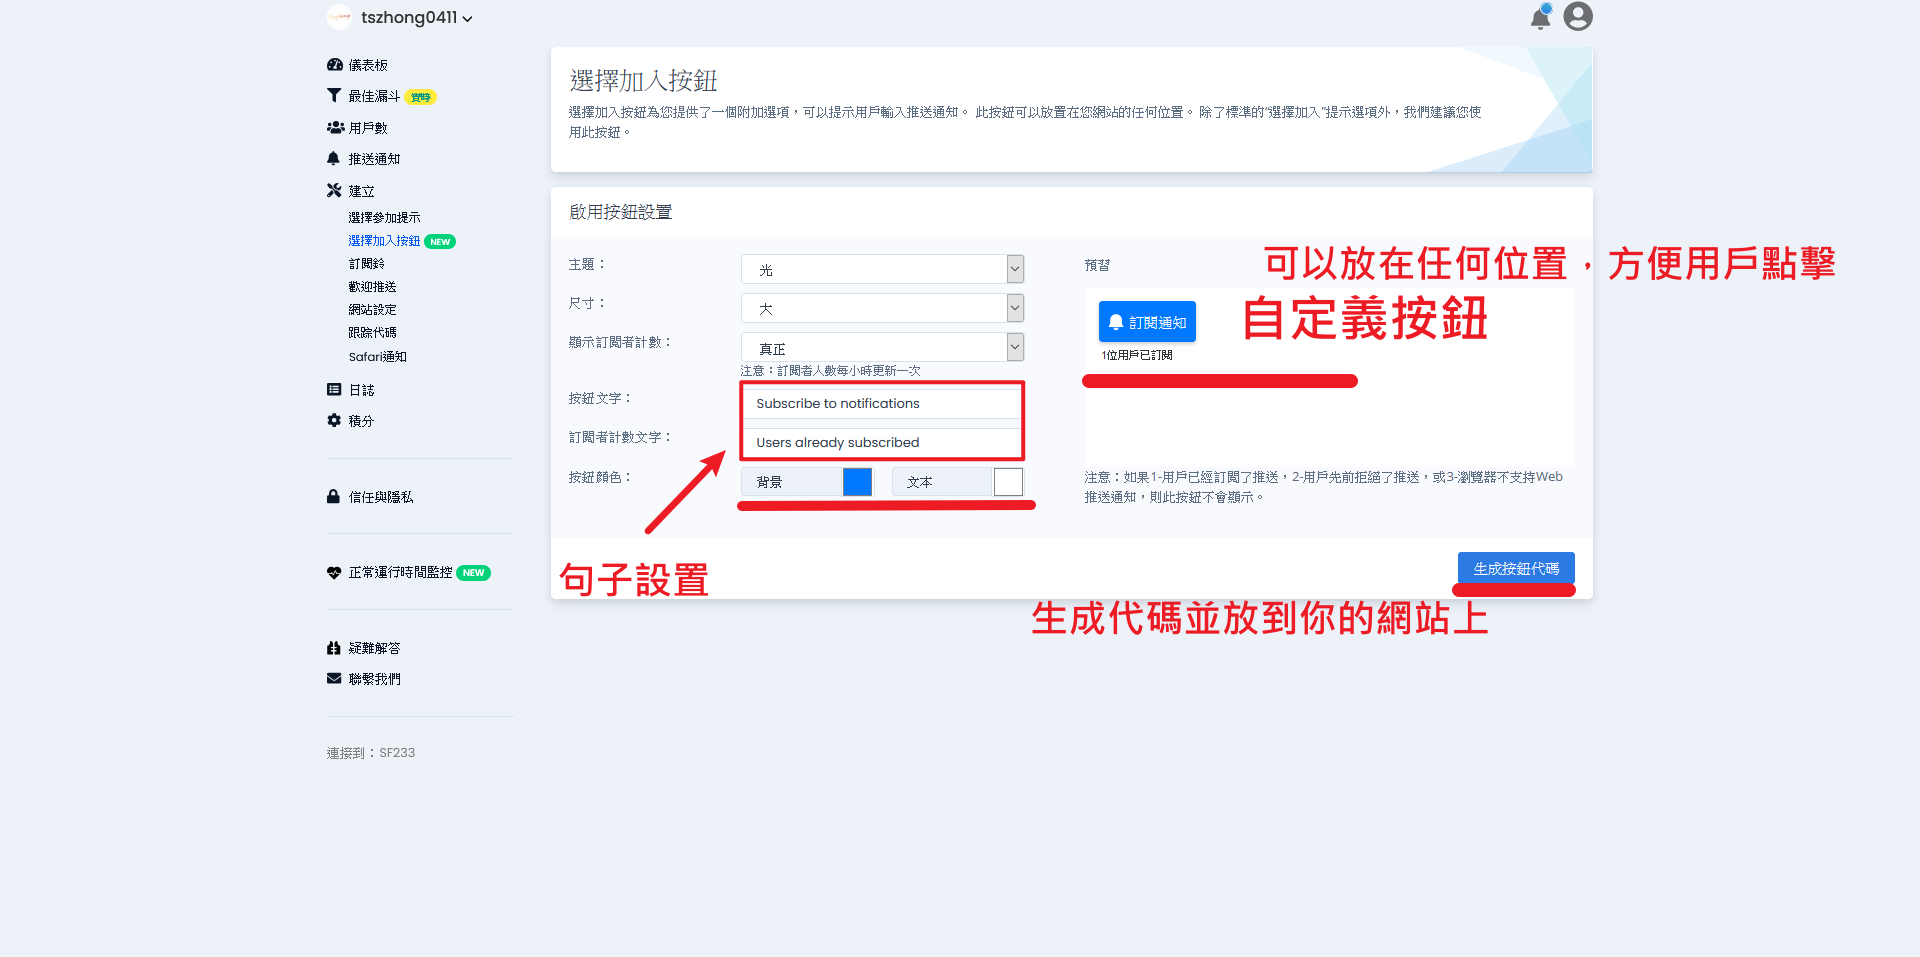 tszhong0411
儀表板
最佳漏斗 賞時
用戶數
推送通知
建立
選擇參加提示
選擇加入按鈕 NEW
訂閱鈴
歡迎推送
網站設定
跟踪代碼
Safari通知
日誌
積分
信任與隱私
正常運行時間監控 NEW
疑難解答
聯繫我們
連接到：SF233
選擇加入按鈕
選擇加入按鈕為您提供了一個附加選項，可以提示用戶輸入推送通知。 此按鈕可以放置在您網站的任何位置。 除了標準的“選擇加入”提示選項外，我們建議您使
用此按鈕。
啟用按鈕設置
主題：
光
尺寸：
大
顯示訂閱者計數：
真正
注意：訂閱者人數每小時更新一次
按鈕文字：
Subscribe to notifications
訂閱者計數文字：
Users already subscribed
按鈕顏色：
背景
文本
句子設置
預習
可以放在任何位置，方便用戶點擊
自定義按鈕
訂閱通知
1位用戶已訂閱
注意：如果1-用戶已經訂閱了推送，2-用戶先前拒絕了推送，或3-瀏覽器不支持Web
推送通知，則此按鈕不會顯示。
生成按鈕代碼
生成代碼並放到你的網站上